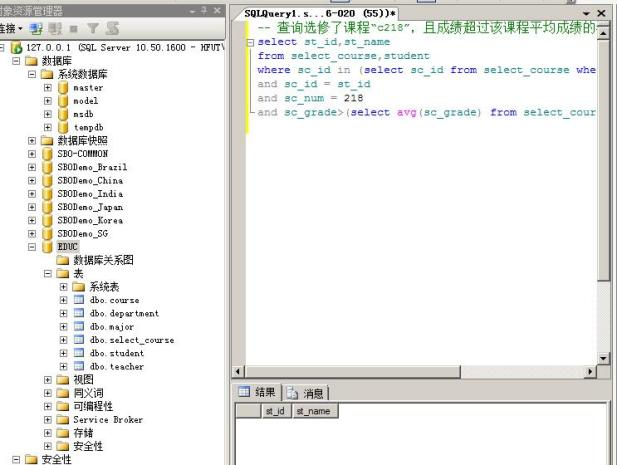 对象资源管理器
连接
127.0.0.1 (SQL Server 10.50.1600 - HFUT\
数据库
系统数据库
master
model
msdb
tempdb
数据库快照
SBO-COMMON
SBODemo_Brazil
SBODemo_China
SBODemo_India
SBODemo_Japan
SBODemo_Korea
SBODemo_SG
EDUC
数据库关系图
表
系统表
dbo.course
dbo.department
dbo.major
dbo.select_course
dbo.student
dbo.teacher
视图
同义词
可编程性
Service Broker
存储
安全性
安全性
SQLQuery1.s...6-020 (55))*
-- 查询选修了课程“c218”，且成绩超过该课程平均成绩的
select st_id,st_name
from select_course,student
where sc_id in (select sc_id from select_course whe
and sc_id = st_id
and sc_num = 218
and sc_grade>(select avg(sc_grade) from select_cour
结果 消息
st_id st_name